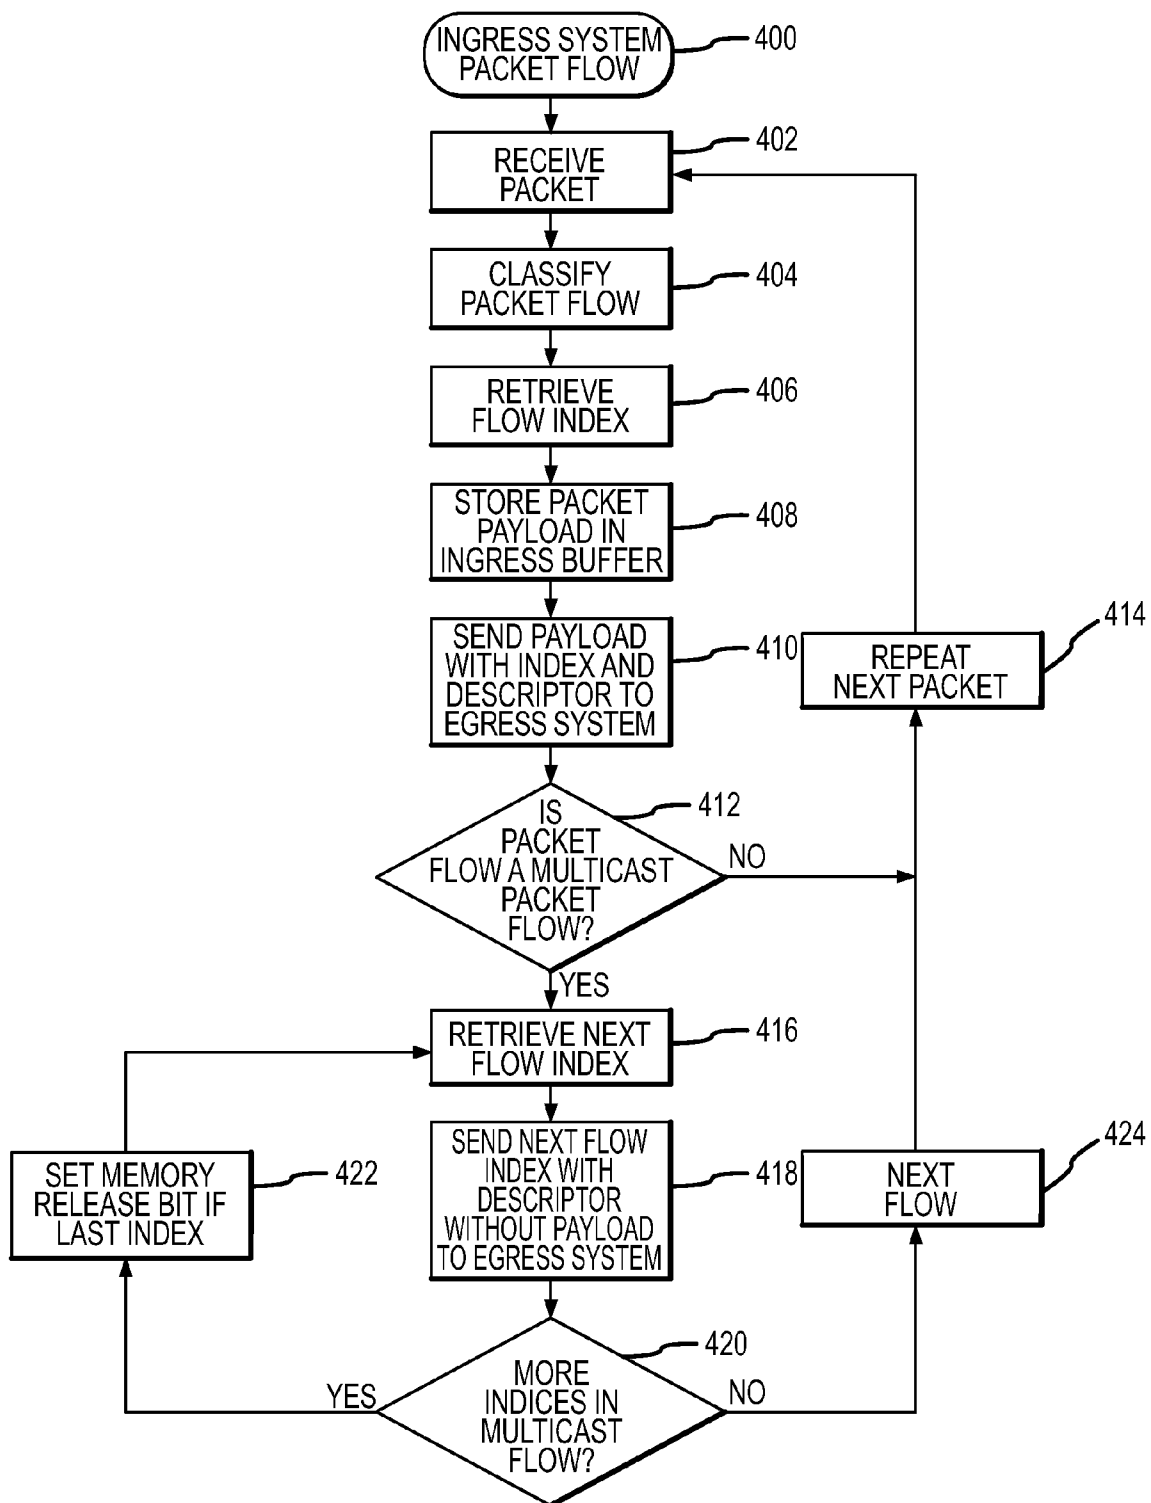 INGRESS SYSTEM
PACKET FLOW
400
RECEIVE
PACKET
402
CLASSIFY
PACKET FLOW
404
RETRIEVE
FLOW INDEX
406
STORE PACKET
PAYLOAD IN
INGRESS BUFFER
408
SEND PAYLOAD
WITH INDEX AND
DESCRIPTOR TO
EGRESS SYSTEM
410
REPEAT
NEXT PACKET
414
IS
PACKET
FLOW A MULTICAST
PACKET
FLOW?
412
NO
YES
RETRIEVE NEXT
FLOW INDEX
416
SEND NEXT FLOW
INDEX WITH
DESCRIPTOR
WITHOUT PAYLOAD
TO EGRESS SYSTEM
418
SET MEMORY
RELEASE BIT IF
LAST INDEX
422
NEXT
FLOW
424
MORE
INDICES IN
MULTICAST
FLOW?
420
YES
NO